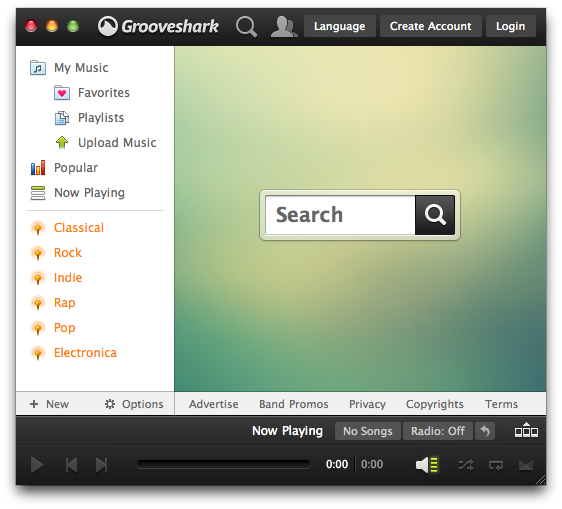 Grooveshark Language Create Account Login
My Music
Favorites
Playlists
Upload Music
Popular
Now Playing
Classical
Rock
Indie
Rap
Pop
Electronica
Search
New Options Advertise Band Promos Privacy Copyrights Terms
Now Playing No Songs Radio: Off
0:00 0:00